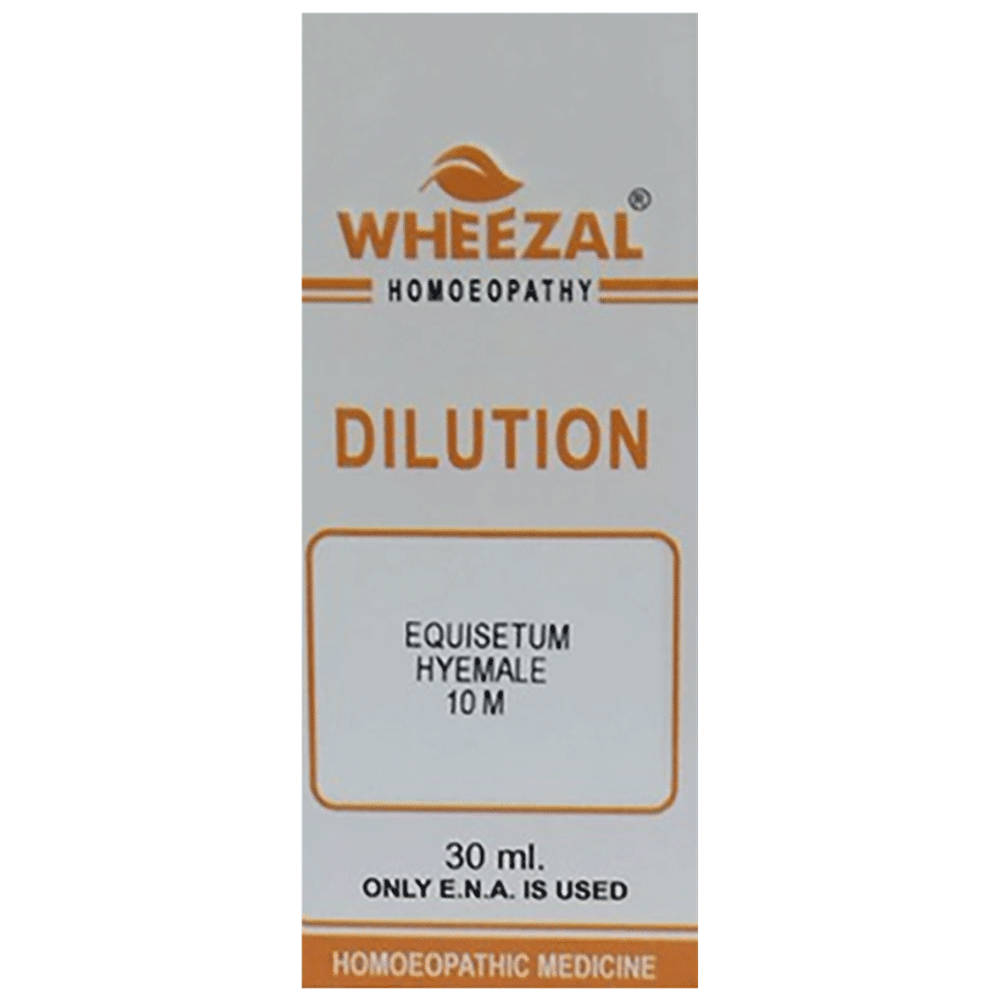 WHEEZAL®
HOMOEOPATHY
DILUTION
EQUISETUM
HYEMALE
10 M
30 ml.
ONLY E.N.A. IS USED
HOMOEOPATHIC MEDICINE